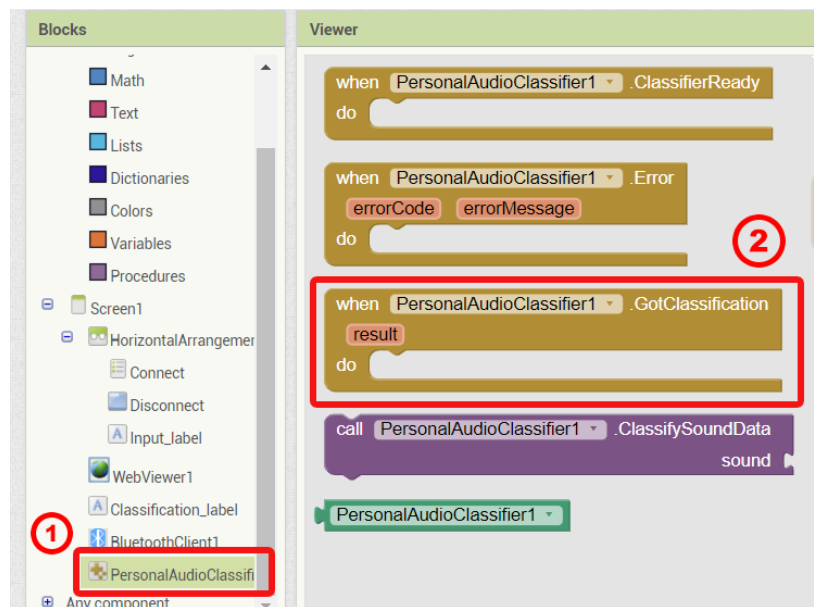 Blocks
Math
Text
Lists
Dictionaries
Colors
Variables
Procedures
Screen1
HorizontalArrangemer
Connect
Disconnect
Input_label
WebViewer1
Classification_label
1
BluetoothClient1
PersonalAudioClassifi
Any component
Viewer
when PersonalAudioClassifier1 .ClassifierReady
do
when PersonalAudioClassifier1 .Error
errorCode errorMessage
do
2
when PersonalAudioClassifier1 .GotClassification
result
do
call PersonalAudioClassifier1 .ClassifySoundData
sound
PersonalAudioClassifier1